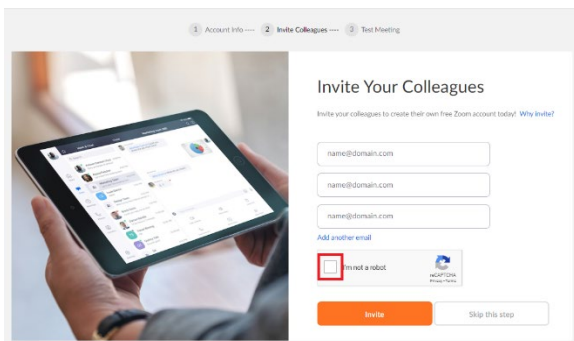 1 Account Info ---- 2 Invite Colleagues ---- 3 Test Meeting
Invite Your Colleagues
Invite your colleagues to create their own free Zoom account today! Why invite?
name@domain.com
name@domain.com
name@domain.com
Add another email
I'm not a robot
reCAPTCHA
Privacy - Terms
Invite
Skip this step